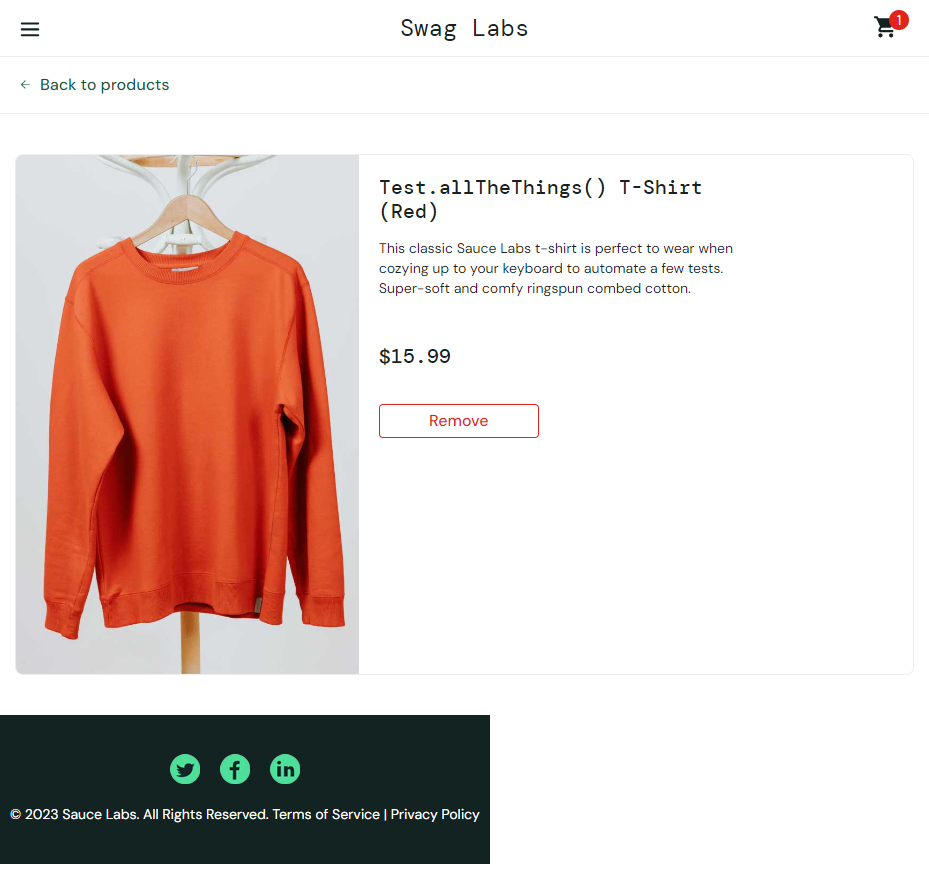 Swag Labs
1
Back to products
Test.allTheThings() T-Shirt
(Red)
This classic Sauce Labs t-shirt is perfect to wear when
cozying up to your keyboard to automate a few tests.
Super-soft and comfy ringspun combed cotton.
$15.99
Remove
© 2023 Sauce Labs. All Rights Reserved. Terms of Service | Privacy Policy